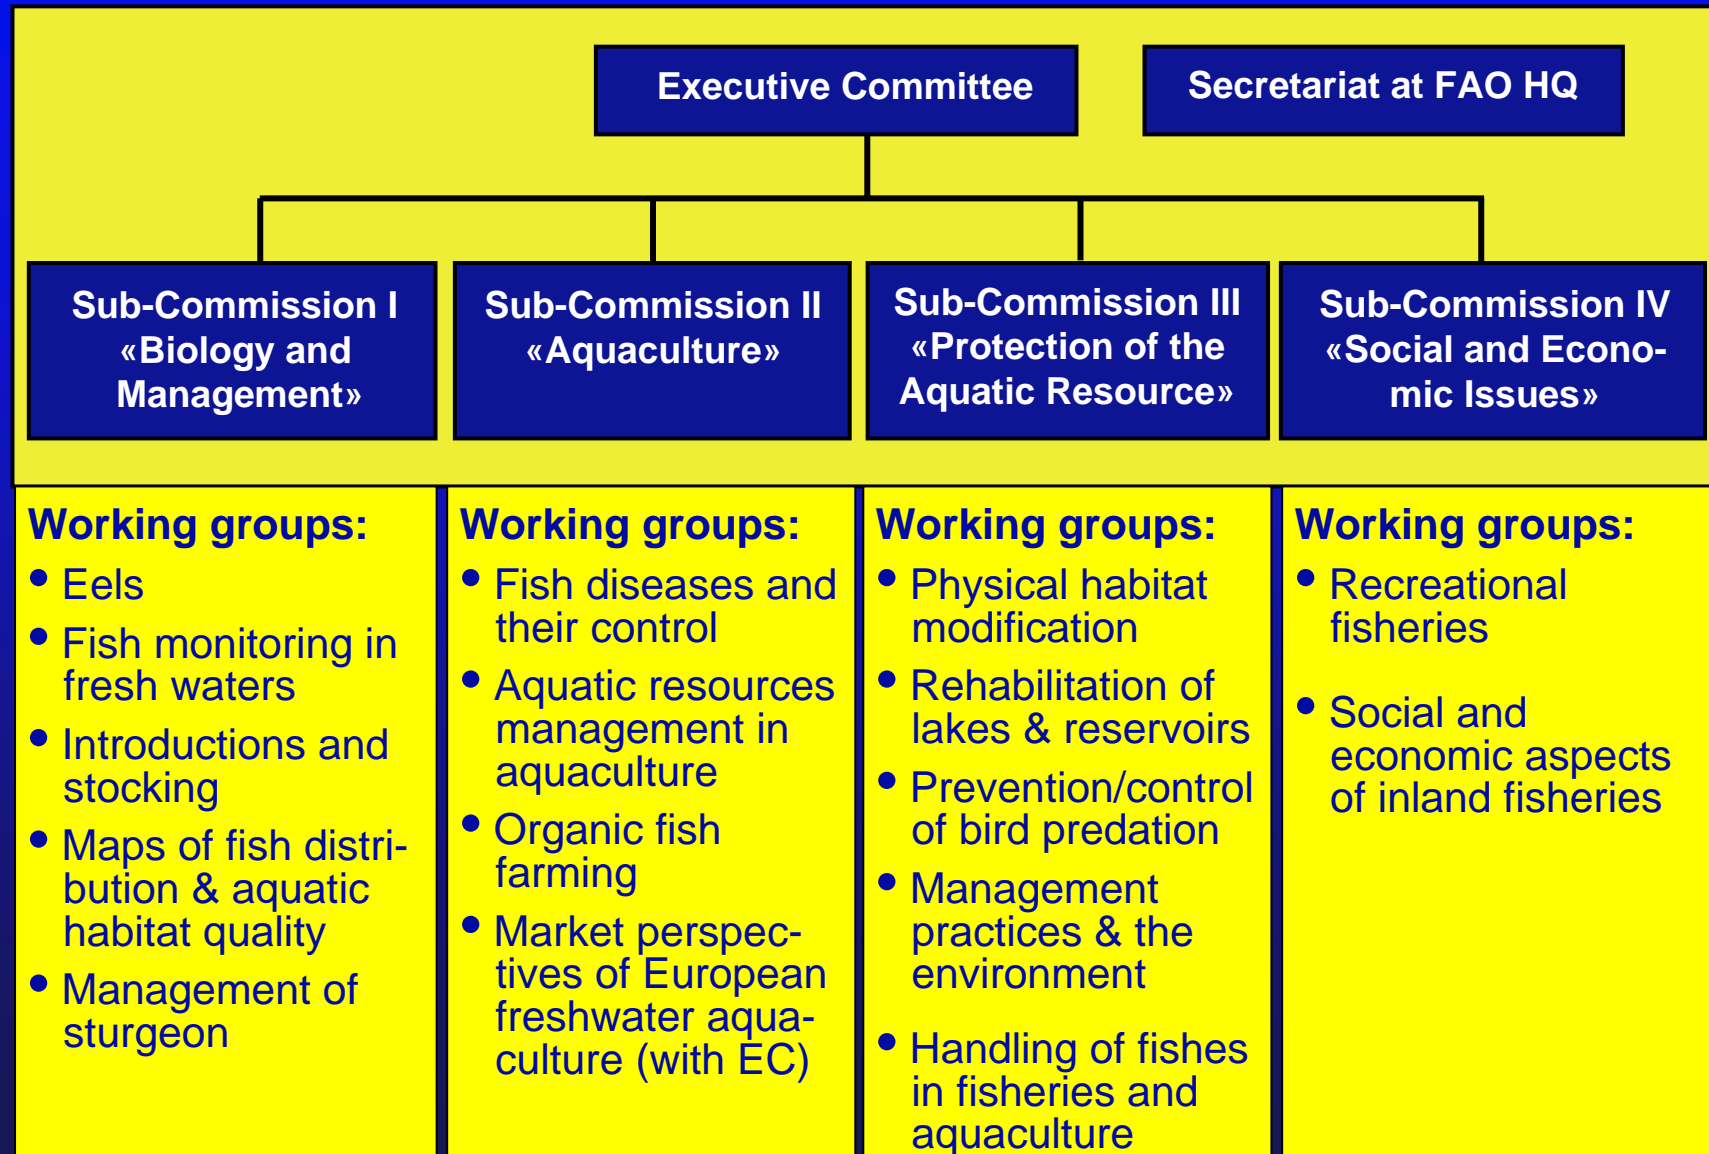 Executive Committee
Secretariat at FAO HQ
Sub-Commission I
«Biology and
Management»
Sub-Commission II
«Aquaculture»
Sub-Commission III
«Protection of the
Aquatic Resource»
Sub-Commission IV
«Social and Econo-
mic Issues»
Working groups:
• Eels
• Fish monitoring in
fresh waters
• Introductions and
stocking
• Maps of fish distri-
bution & aquatic
habitat quality
• Management of
sturgeon
Working groups:
• Fish diseases and
their control
• Aquatic resources
management in
aquaculture
• Organic fish
farming
• Market perspec-
tives of European
freshwater aqua-
culture (with EC)
Working groups:
• Physical habitat
modification
• Rehabilitation of
lakes & reservoirs
• Prevention/control
of bird predation
• Management
practices & the
environment
• Handling of fishes
in fisheries and
aquaculture
Working groups:
• Recreational
fisheries
• Social and
economic aspects
of inland fisheries